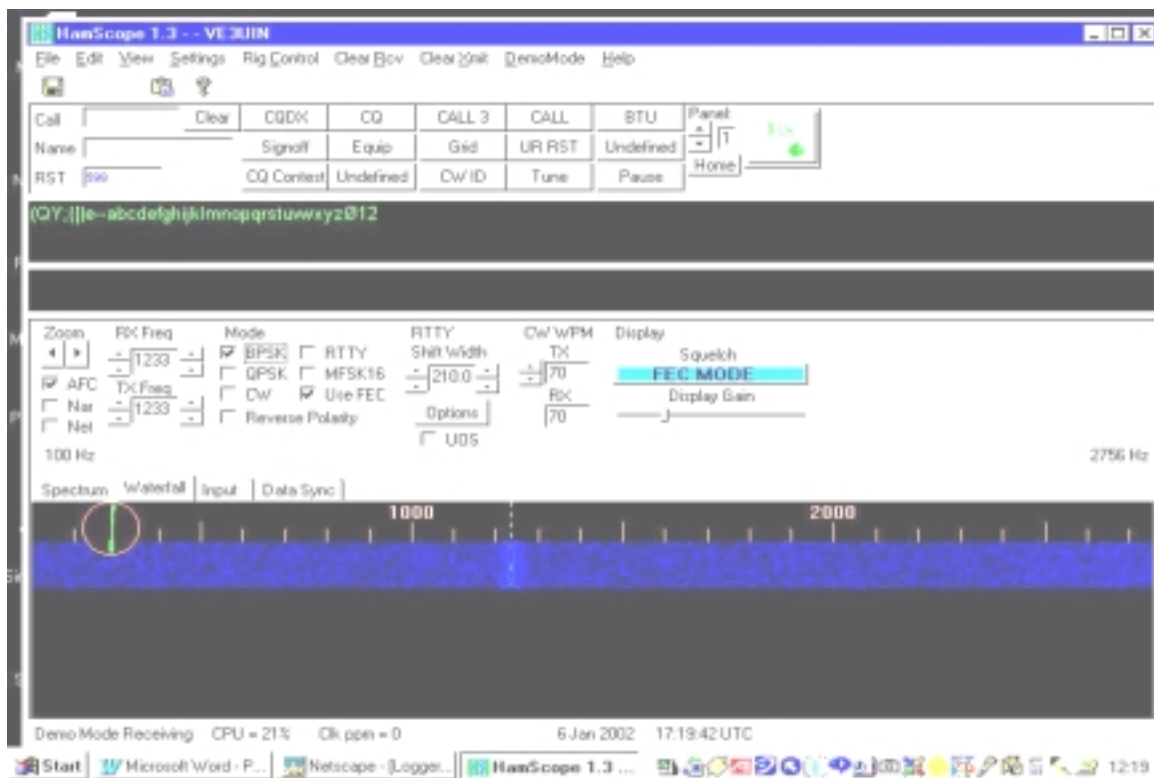 HamScope 1.3 - - VE3UIN
File Edit View Settings Rig Control Clear Rcv Clear Xmit DemoMode Help
Call Clear CQDX CQ CALL 3 CALL BTU Panel:
Name Signoff Equip Grid UR RST Undefined 1 Rx
RST 599 CQ Contest Undefined CW ID Tune Pause Home
(QY;{||e--abcdefghijklmnopqrstuvwxyzØ12
Zoom RX Freq Mode RTTY CW WPM Display
1233 BPSK RTTY Shift Width TX Squelch
AFC TX Freq QPSK MFSK16 210.0 70 FEC MODE
Nar 1233 CW Use FEC RX Display Gain
Net Reverse Polarity Options 70
UOS
100 Hz 2756 Hz
Spectrum Waterfall Input Data Sync
1000 2000
Demo Mode Receiving CPU = 21% Clk ppm = 0 6 Jan 2002 17:19:42 UTC
Start Microsoft Word - P... Netscape - [Logger... HamScope 1.3 ... 12:19